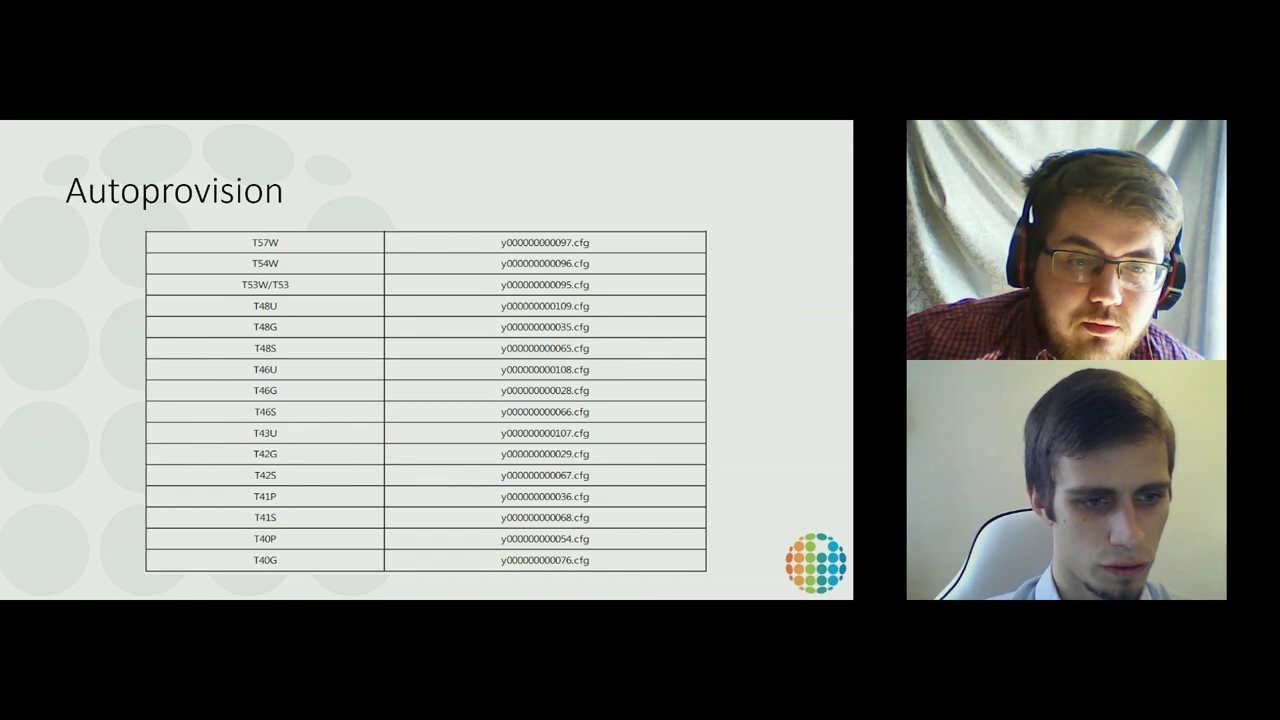 Autoprovision
T57W y000000000097.cfg
T54W y000000000096.cfg
T53W/T53 y000000000095.cfg
T48U y000000000109.cfg
T48G y000000000035.cfg
T48S y000000000065.cfg
T46U y000000000108.cfg
T46G y000000000028.cfg
T46S y000000000066.cfg
T43U y000000000107.cfg
T42G y000000000029.cfg
T42S y000000000067.cfg
T41P y000000000036.cfg
T41S y000000000068.cfg
T40P y000000000054.cfg
T40G y000000000076.cfg